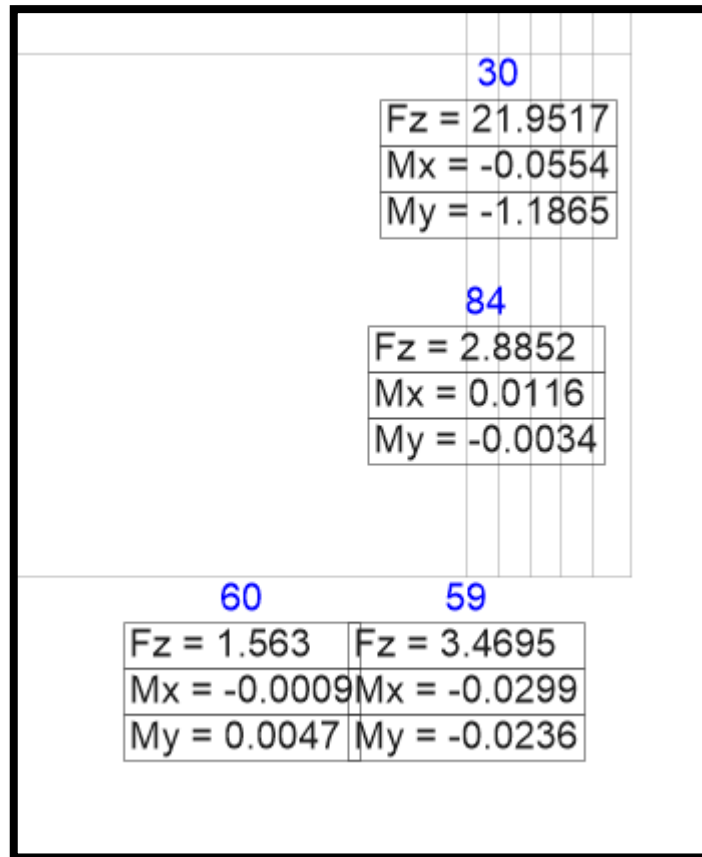 30
Fz = 21.9517
Mx = -0.0554
My = -1.1865
84
Fz = 2.8852
Mx = 0.0116
My = -0.0034
60
Fz = 1.563
Mx = -0.0009
My = 0.0047
59
Fz = 3.4695
Mx = -0.0299
My = -0.0236